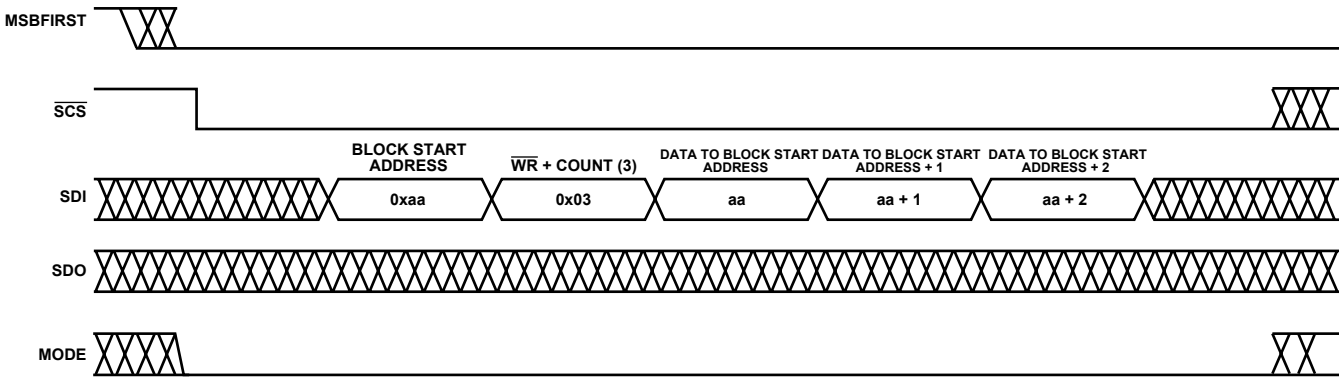 MSBFIRST
SCS
BLOCK START
ADDRESS
WR + COUNT (3)
DATA TO BLOCK START
ADDRESS
DATA TO BLOCK START
ADDRESS + 1
DATA TO BLOCK START
ADDRESS + 2
SDI
0xaa
0x03
aa
aa + 1
aa + 2
SDO
MODE